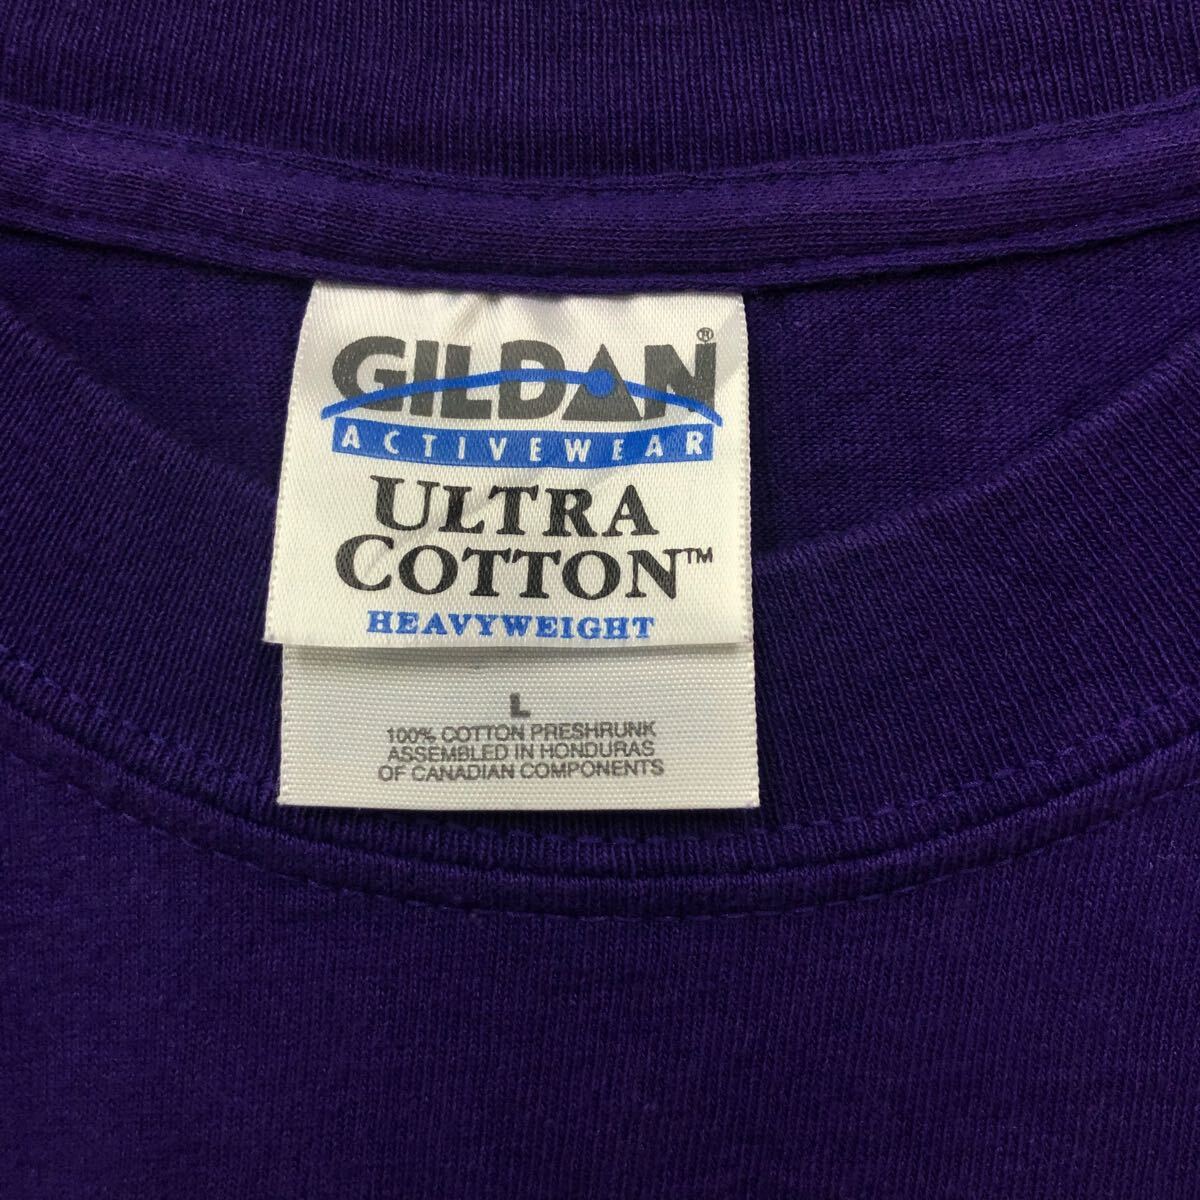 GILDAN®
ACTIVEWEAR
ULTRA
COTTON™
HEAVYWEIGHT
L
100% COTTON PRESHRUNK
ASSEMBLED IN HONDURAS
OF CANADIAN COMPONENTS